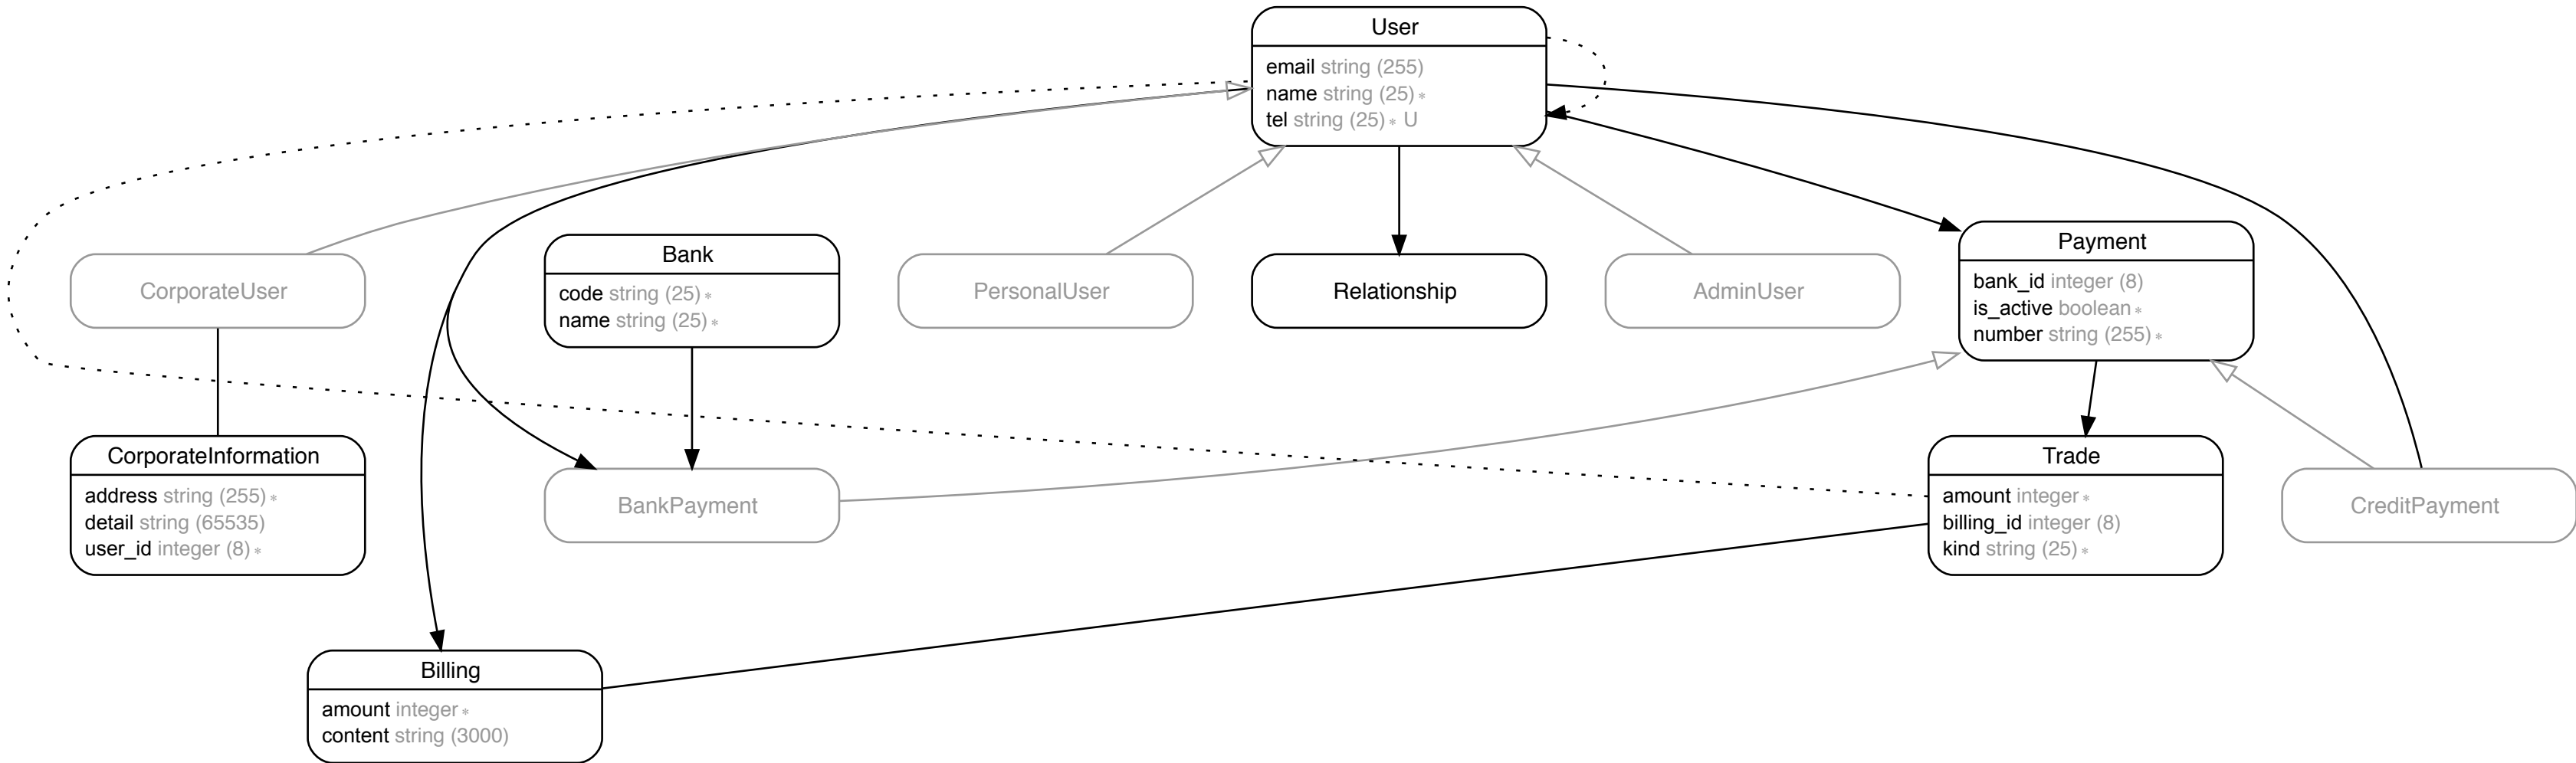 User
email string (255)
name string (25) *
tel string (25) * U
CorporateUser
Bank
code string (25) *
name string (25) *
PersonalUser
Relationship
AdminUser
Payment
bank_id integer (8)
is_active boolean *
number string (255) *
CorporateInformation
address string (255) *
detail string (65535)
user_id integer (8) *
BankPayment
Trade
amount integer *
billing_id integer (8)
kind string (25) *
CreditPayment
Billing
amount integer *
content string (3000)